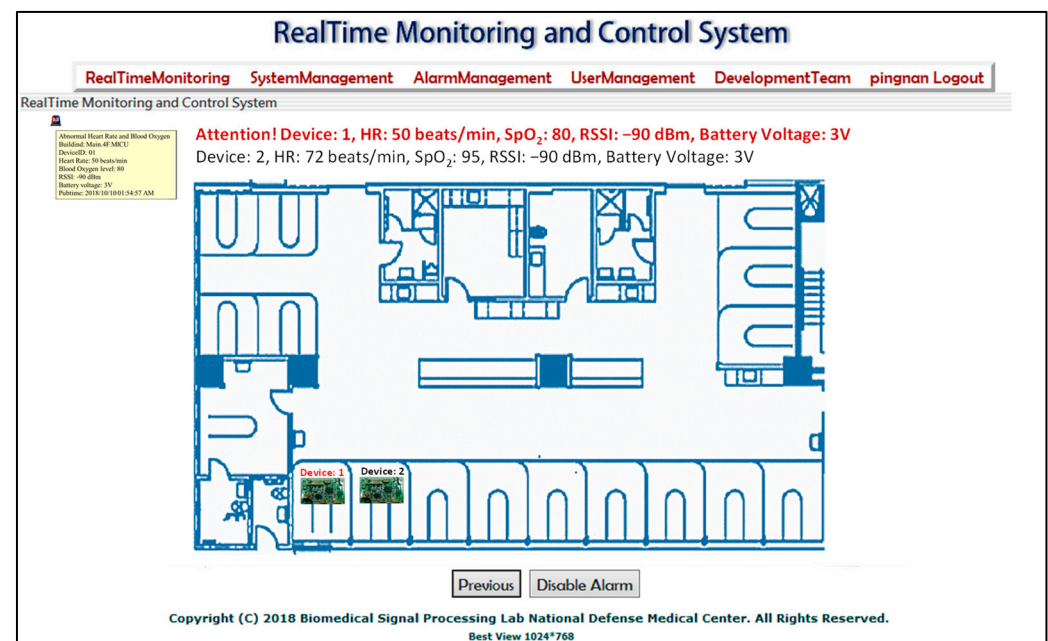 RealTime Monitoring and Control System
RealTimeMonitoring SystemManagement AlarmManagement UserManagement DevelopmentTeam pingnan Logout
RealTime Monitoring and Control System
Abnormal Heart Rate and Blood Oxygen
Buildind: Main.4F.MICU
DeviceID: 01
Heart Rate: 50 beats/min
Blood Oxygen level: 80
RSSI: -90 dBm
Battery voltage: 3V
Pubtime: 2018/10/10 01:54:57 AM
Attention! Device: 1, HR: 50 beats/min, SpO₂: 80, RSSI: −90 dBm, Battery Voltage: 3V
Device: 2, HR: 72 beats/min, SpO₂: 95, RSSI: −90 dBm, Battery Voltage: 3V
Device: 1 Device: 2
Previous Disable Alarm
Copyright (C) 2018 Biomedical Signal Processing Lab National Defense Medical Center. All Rights Reserved.
Best View 1024*768